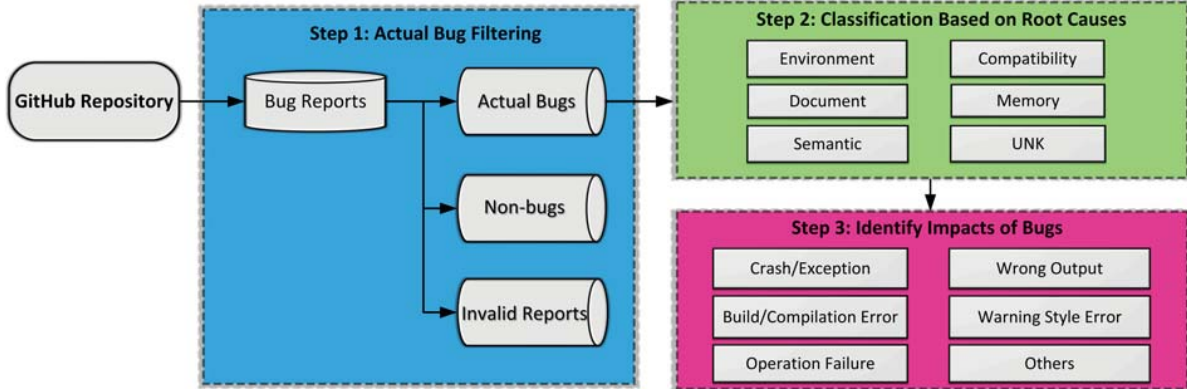 GitHub Repository
Step 1: Actual Bug Filtering
Bug Reports
Actual Bugs
Non-bugs
Invalid Reports
Step 2: Classification Based on Root Causes
Environment
Compatibility
Document
Memory
Semantic
UNK
Step 3: Identify Impacts of Bugs
Crash/Exception
Wrong Output
Build/Compilation Error
Warning Style Error
Operation Failure
Others